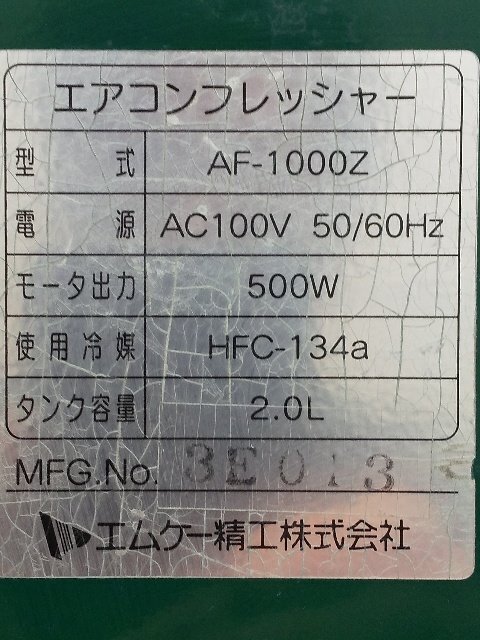 エアコンフレッシャー
型式 AF-1000Z
電源 AC100V 50/60Hz
モータ出力 500W
使用冷媒 HFC-134a
タンク容量 2.0L
MFG.No. 3E013
エムケー精工株式会社